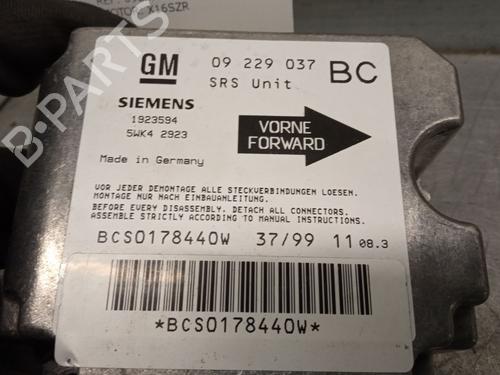 MOTOR: X16SZR
GM
09 229 037 BC
SRS Unit
SIEMENS
1923594
5WK4 2923
VORNE
FORWARD
Made in Germany
VOR JEDER DEMONTAGE ALLE STECKVERBINDUNGEN LOESEN.
MONTAGE NUR NACH EINBAUANLEITUNG.
BEFORE EVERY DISASSEMBLY. DETACH ALL CONNECTORS.
ASSEMBLE STRICTLY ACCORDING TO MANUAL INSTRUCTIONS.
BCS0178440W 37/99 11 08.3
*BCS0178440W*
B-PARTS